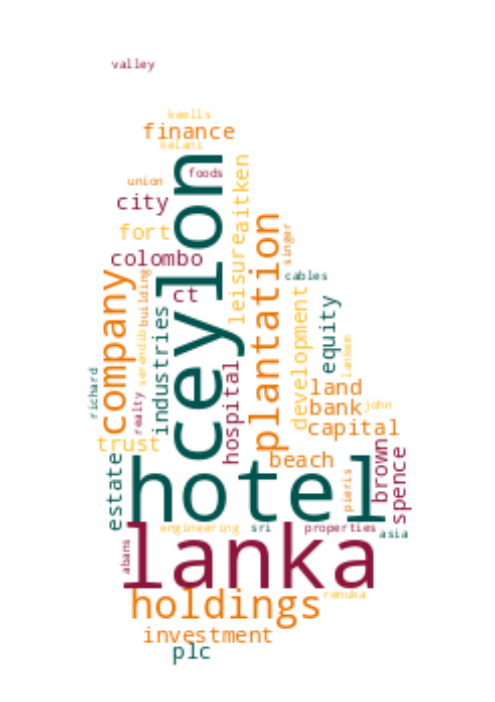 valley
keells
finance
kelani
foods
union
aitken
city
ceylon
fort
leisure
plantation
singer
colombo
cables
company
building
ct
development
equity
industries
serendib
lankem
richard
realty
hospital
land
bank
john
capital
trust
beach
brown
spence
estate
hotel
pieris
engineering
sri
properties
asia
abans
lanka
holdings
renuka
investment
plc